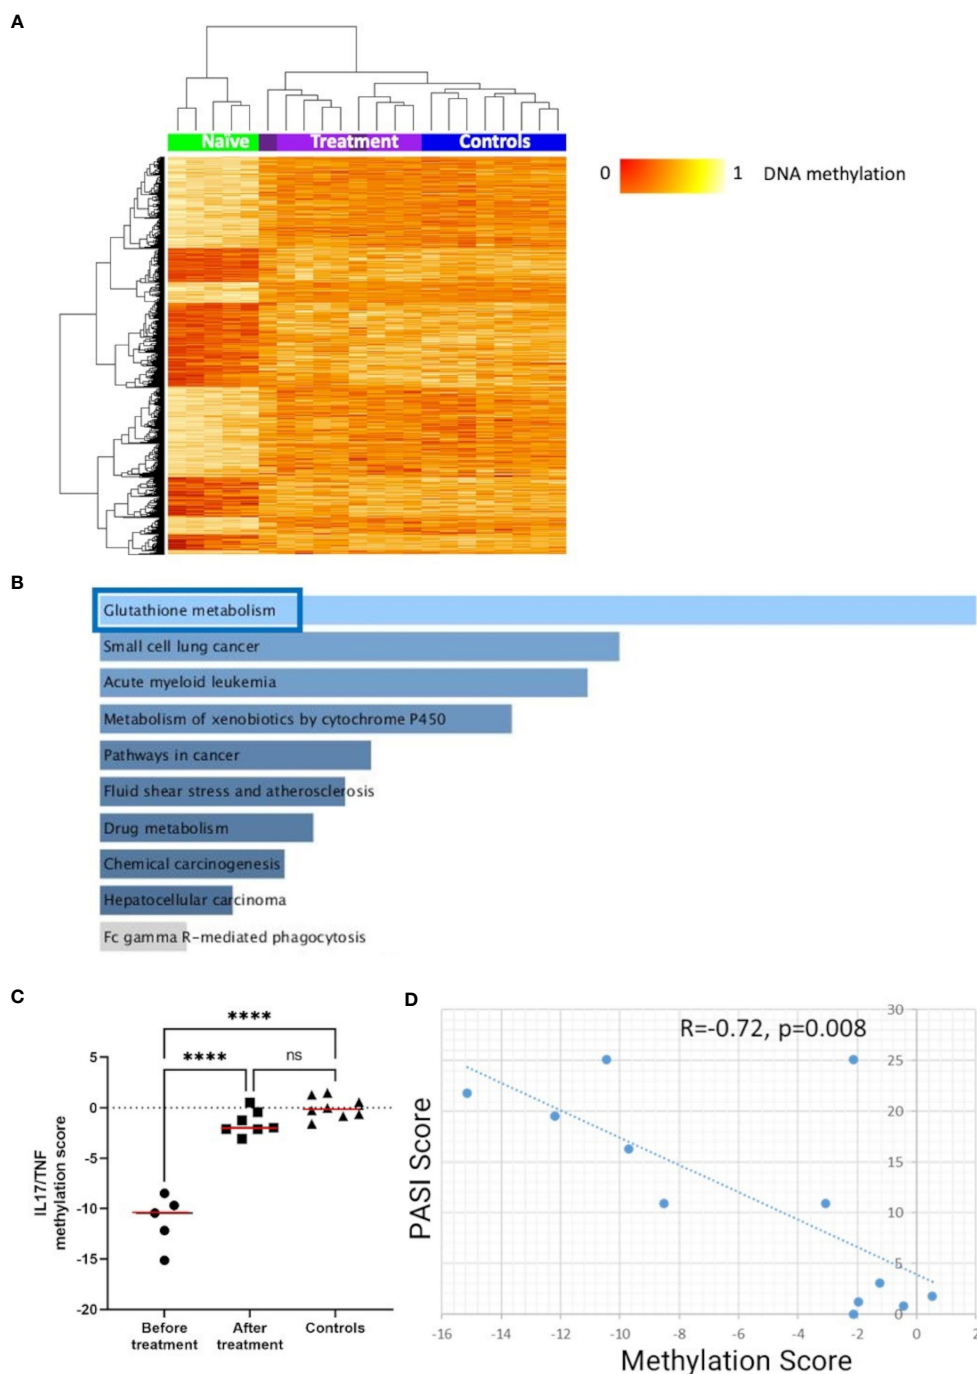 A
Naïve Treatment Controls
0 1 DNA methylation
B
Glutathione metabolism
Small cell lung cancer
Acute myeloid leukemia
Metabolism of xenobiotics by cytochrome P450
Pathways in cancer
Fluid shear stress and atherosclerosis
Drug metabolism
Chemical carcinogenesis
Hepatocellular carcinoma
Fc gamma R-mediated phagocytosis
C
****
****
ns
5
0
-5
-10
-15
-20
IL17/TNF
methylation score
Before
treatment
After
treatment
Controls
D
R=-0.72, p=0.008
30
25
20
15
10
5
0
PASI Score
-16 -14 -12 -10 -8 -6 -4 -2 0 2
Methylation Score